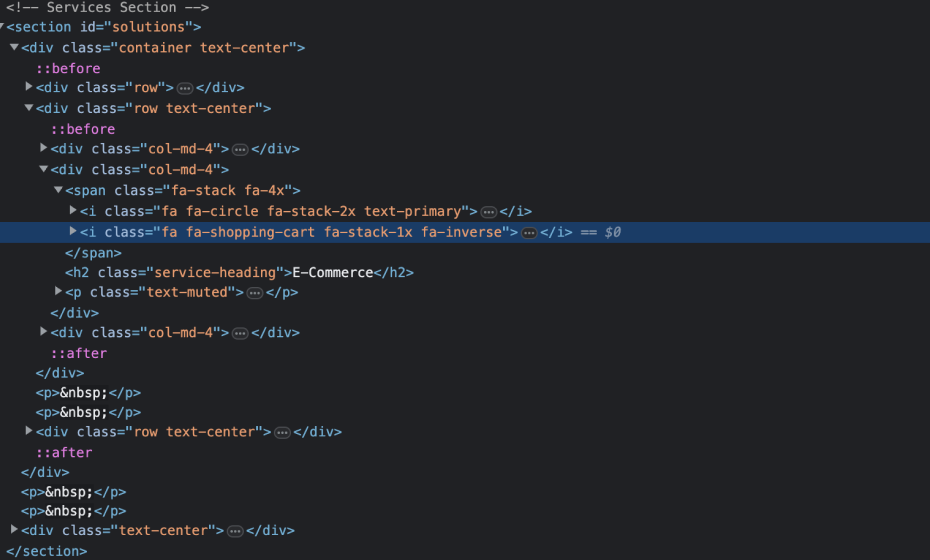 <!-- Services Section -->
<section id="solutions">
<div class="container text-center">
::before
<div class="row">…</div>
<div class="row text-center">
::before
<div class="col-md-4">…</div>
<div class="col-md-4">
<span class="fa-stack fa-4x">
<i class="fa fa-circle fa-stack-2x text-primary">…</i>
<i class="fa fa-shopping-cart fa-stack-1x fa-inverse">…</i> == $0
</span>
<h2 class="service-heading">E-Commerce</h2>
<p class="text-muted">…</p>
</div>
<div class="col-md-4">…</div>
::after
</div>
<p>&nbsp;</p>
<p>&nbsp;</p>
<div class="row text-center">…</div>
::after
</div>
<p>&nbsp;</p>
<p>&nbsp;</p>
<div class="text-center">…</div>
</section>